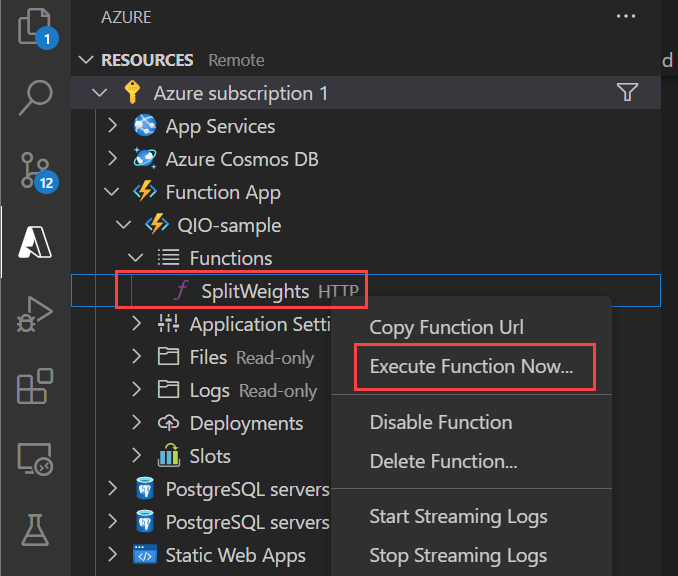 AZURE
1
RESOURCES Remote
d
Azure subscription 1
App Services
Azure Cosmos DB
12
Function App
QIO-sample
Functions
SplitWeights HTTP
Application Setti
Copy Function Url
Files Read-only
Execute Function Now...
Logs Read-only
Deployments
Disable Function
Slots
Delete Function...
PostgreSQL servers
PostgreSQL servers
Start Streaming Logs
Static Web Apps
Stop Streaming Logs